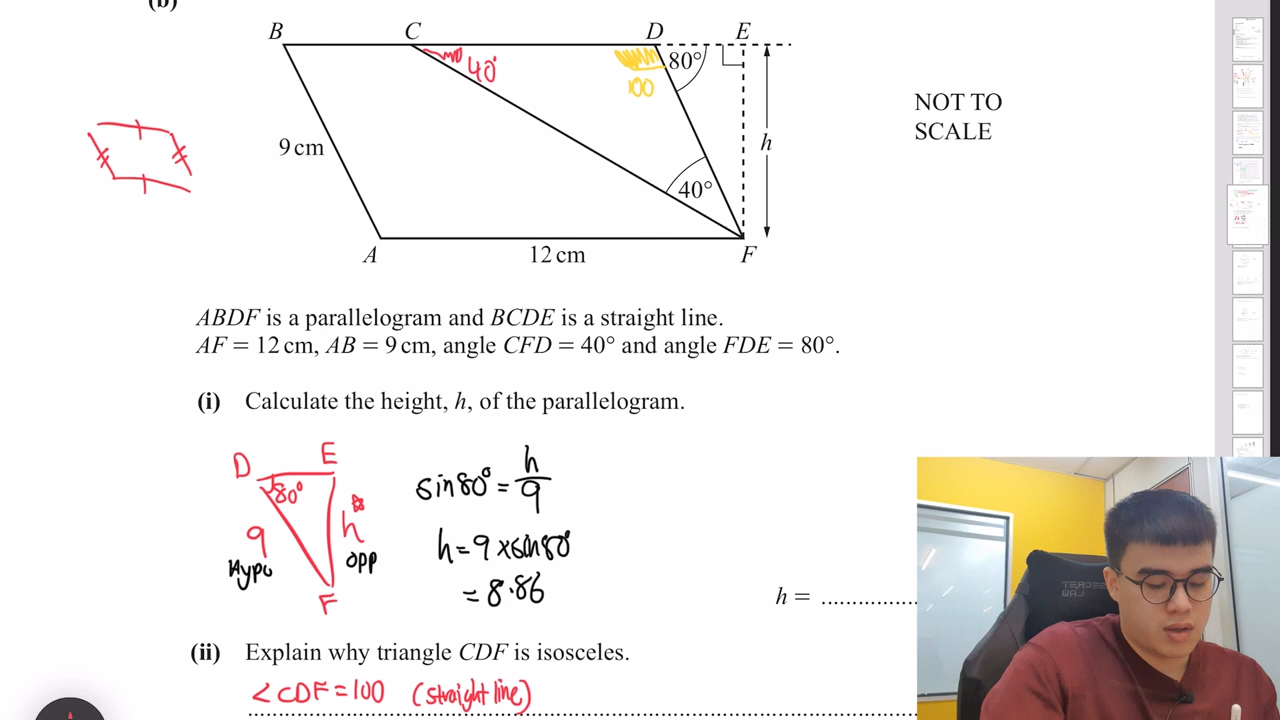 (b)
B C D E
40° 100 80°
9 cm
h
40°
A 12 cm F
NOT TO
SCALE
ABDF is a parallelogram and BCDE is a straight line.
AF = 12 cm, AB = 9 cm, angle CFD = 40° and angle FDE = 80°.
(i) Calculate the height, h, of the parallelogram.
D E
80°
9 h
Hypo opp
F
sin80° = h/9
h = 9 × sin80°
= 8.86
h = ................
(ii) Explain why triangle CDF is isosceles.
< CDF = 100 (straight line)